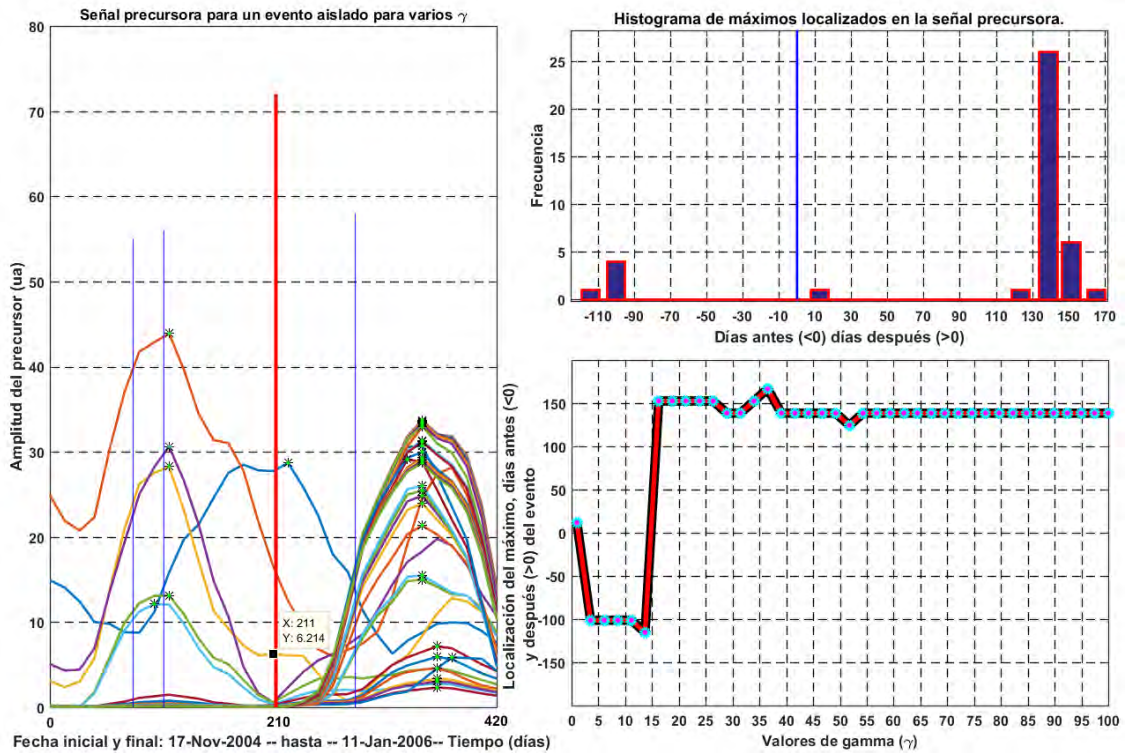 Señal precursora para un evento aislado para varios γ
80
70
60
50
40
30
20
10
0
Amplitud del precursor (ua)
X: 211
Y: 6.214
0 210 420
Fecha inicial y final: 17-Nov-2004 -- hasta -- 11-Jan-2006-- Tiempo (días)
Histograma de máximos localizados en la señal precursora.
25
20
15
10
5
0
Frecuencia
-110 -90 -70 -50 -30 -10 10 30 50 70 90 110 130 150 170
Días antes (<0) días después (>0)
Localización del máximo, días antes (<0)
y después (>0) del evento
150
100
50
0
-50
-100
-150
0 5 10 15 20 25 30 35 40 45 50 55 60 65 70 75 80 85 90 95 100
Valores de gamma (γ)